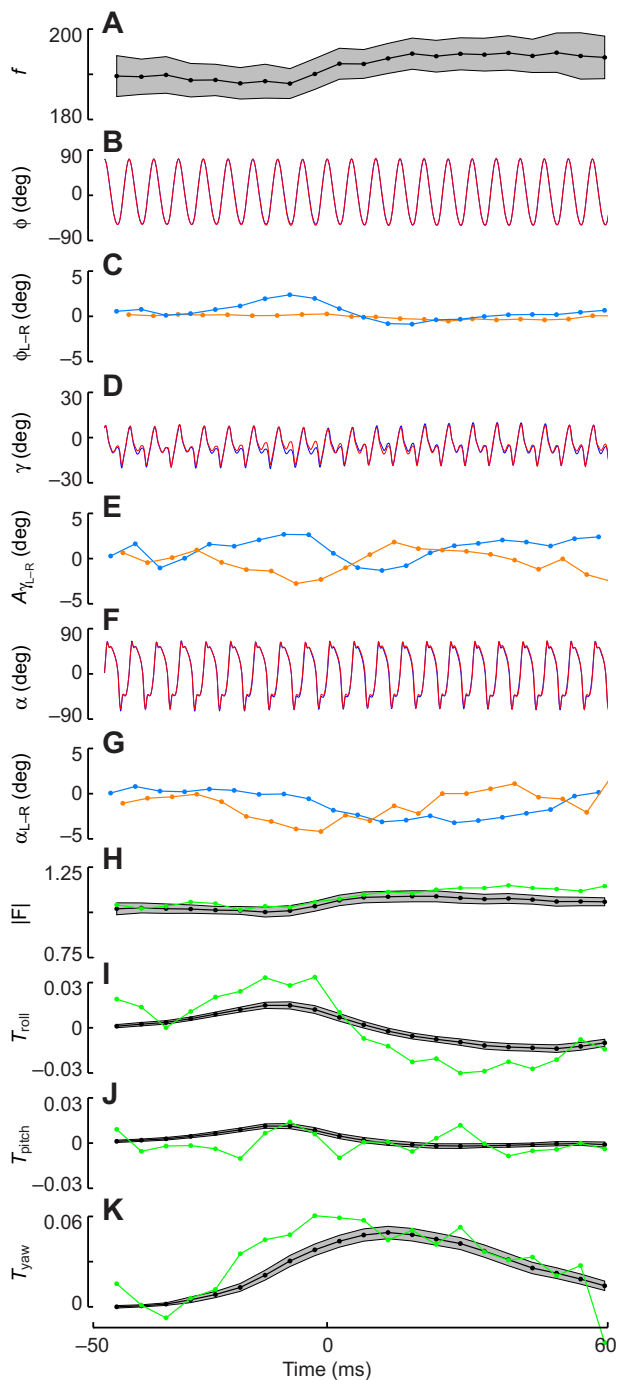 A
200
180
f
B
90
0
–90
ϕ (deg)
C
5
0
–5
ϕL–R (deg)
D
30
0
–30
γ (deg)
E
5
0
–5
AγL–R (deg)
F
90
0
–90
α (deg)
G
5
0
–5
αL–R (deg)
H
1.25
0.75
|F|
I
0.03
0
–0.03
Troll
J
0.03
0
–0.03
Tpitch
K
0.06
0
Tyaw
–50 0 60
Time (ms)